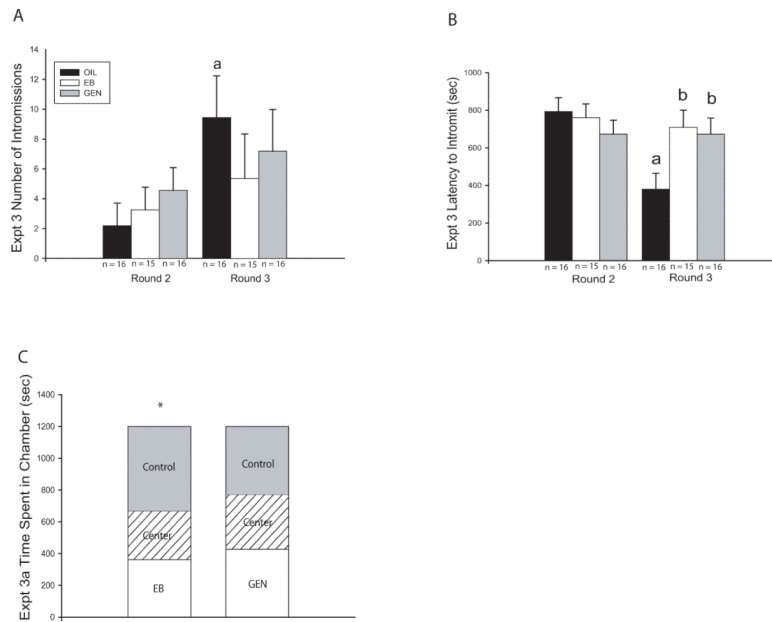 A
Expt 3 Number of Intromissions
14
12
10
8
6
4
2
0
OIL
EB
GEN
a
n = 16 n = 15 n = 16 n = 16 n = 15 n = 16
Round 2 Round 3
B
Expt 3 Latency to Intromit (sec)
1000
800
600
400
200
0
a
b b
n = 16 n = 15 n = 16 n = 16 n = 15 n = 16
Round 2 Round 3
C
Expt 3a Time Spent in Chamber (sec)
1400
1200
1000
800
600
400
200
0
*
Control Control
Center Center
EB GEN